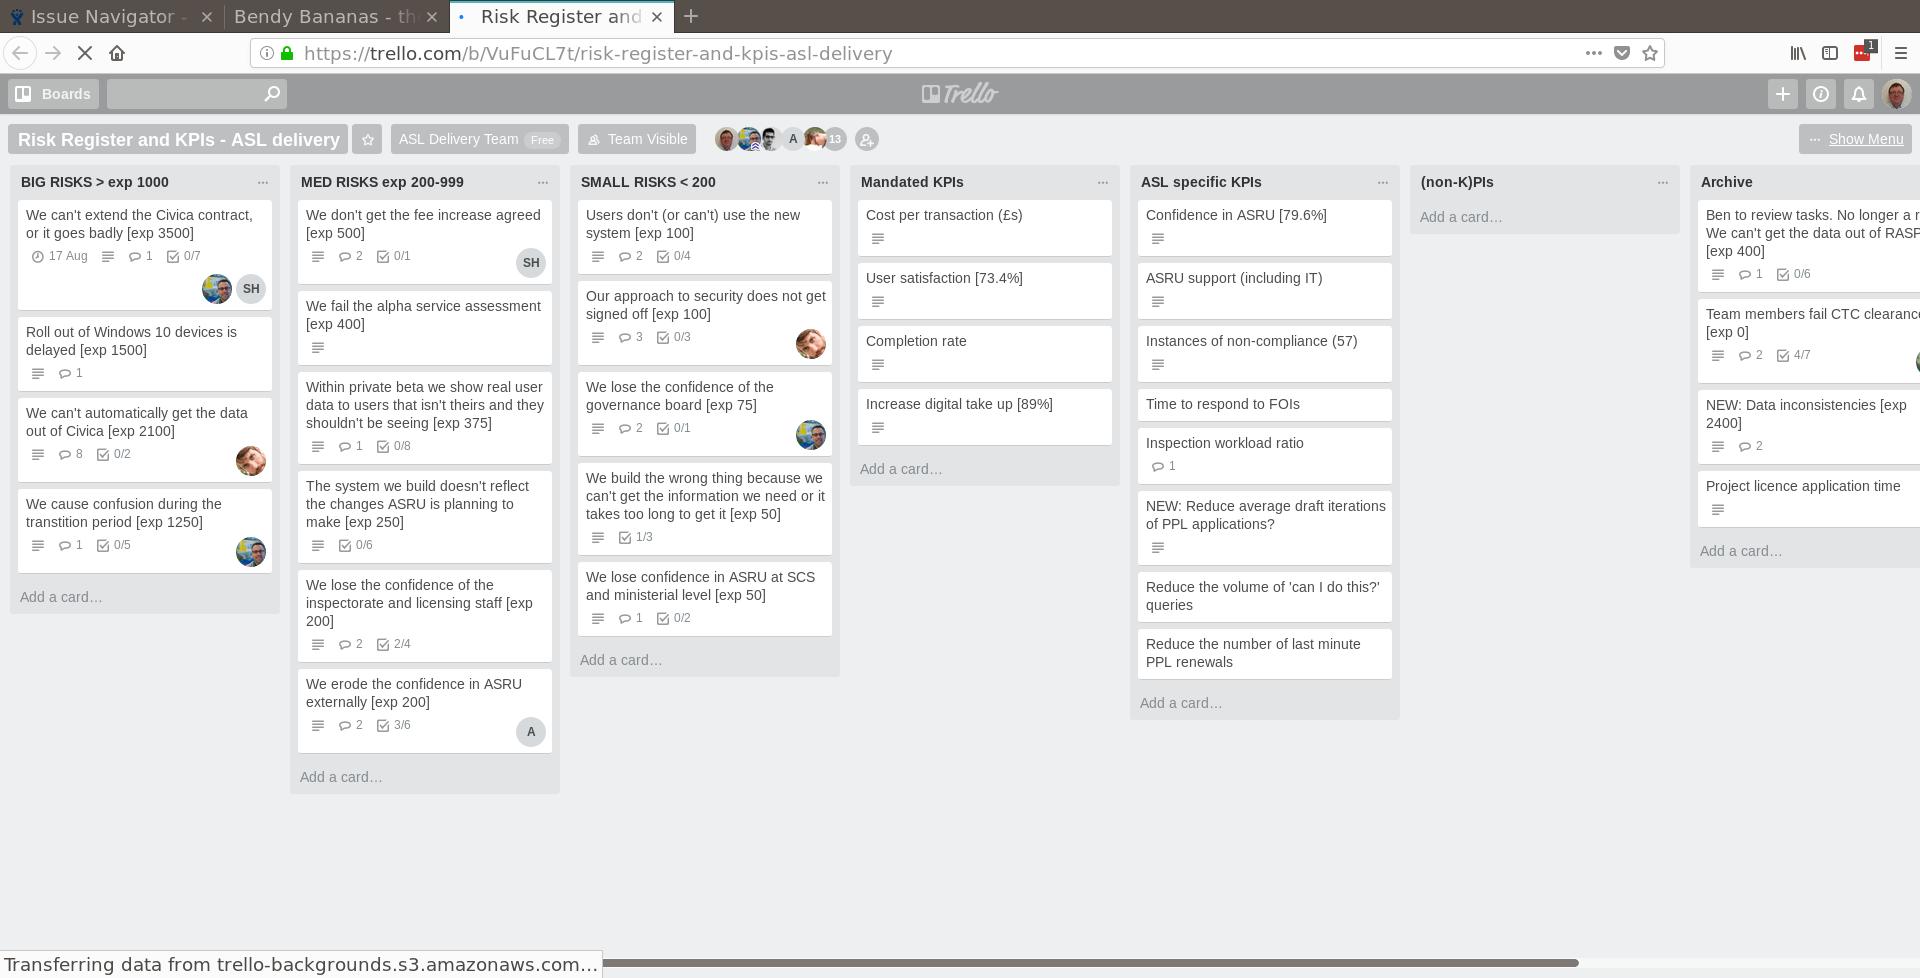 Issue Navigator -
Bendy Bananas - the
Risk Register and
https://trello.com/b/VuFuCL7t/risk-register-and-kpis-asl-delivery
1
Boards
Trello
Risk Register and KPIs - ASL delivery
ASL Delivery Team Free
Team Visible
A
13
Show Menu
BIG RISKS > exp 1000
We can't extend the Civica contract,
or it goes badly [exp 3500]
17 Aug 1 0/7
SH
Roll out of Windows 10 devices is
delayed [exp 1500]
1
We can't automatically get the data
out of Civica [exp 2100]
8 0/2
We cause confusion during the
transtition period [exp 1250]
1 0/5
Add a card…
MED RISKS exp 200-999
We don't get the fee increase agreed
[exp 500]
2 0/1
SH
We fail the alpha service assessment
[exp 400]
Within private beta we show real user
data to users that isn't theirs and they
shouldn't be seeing [exp 375]
1 0/8
The system we build doesn't reflect
the changes ASRU is planning to
make [exp 250]
0/6
We lose the confidence of the
inspectorate and licensing staff [exp
200]
2 2/4
We erode the confidence in ASRU
externally [exp 200]
2 3/6
A
Add a card…
SMALL RISKS < 200
Users don't (or can't) use the new
system [exp 100]
2 0/4
Our approach to security does not get
signed off [exp 100]
3 0/3
We lose the confidence of the
governance board [exp 75]
2 0/1
We build the wrong thing because we
can't get the information we need or it
takes too long to get it [exp 50]
1/3
We lose confidence in ASRU at SCS
and ministerial level [exp 50]
1 0/2
Add a card…
Mandated KPIs
Cost per transaction (£s)
User satisfaction [73.4%]
Completion rate
Increase digital take up [89%]
Add a card…
ASL specific KPIs
Confidence in ASRU [79.6%]
ASRU support (including IT)
Instances of non-compliance (57)
Time to respond to FOIs
Inspection workload ratio
1
NEW: Reduce average draft iterations
of PPL applications?
Reduce the volume of 'can I do this?'
queries
Reduce the number of last minute
PPL renewals
Add a card…
(non-K)PIs
Add a card…
Archive
Ben to review tasks. No longer a r
We can't get the data out of RASP
[exp 400]
1 0/6
Team members fail CTC clearance
[exp 0]
2 4/7
NEW: Data inconsistencies [exp
2400]
2
Project licence application time
Add a card…
Transferring data from trello-backgrounds.s3.amazonaws.com…